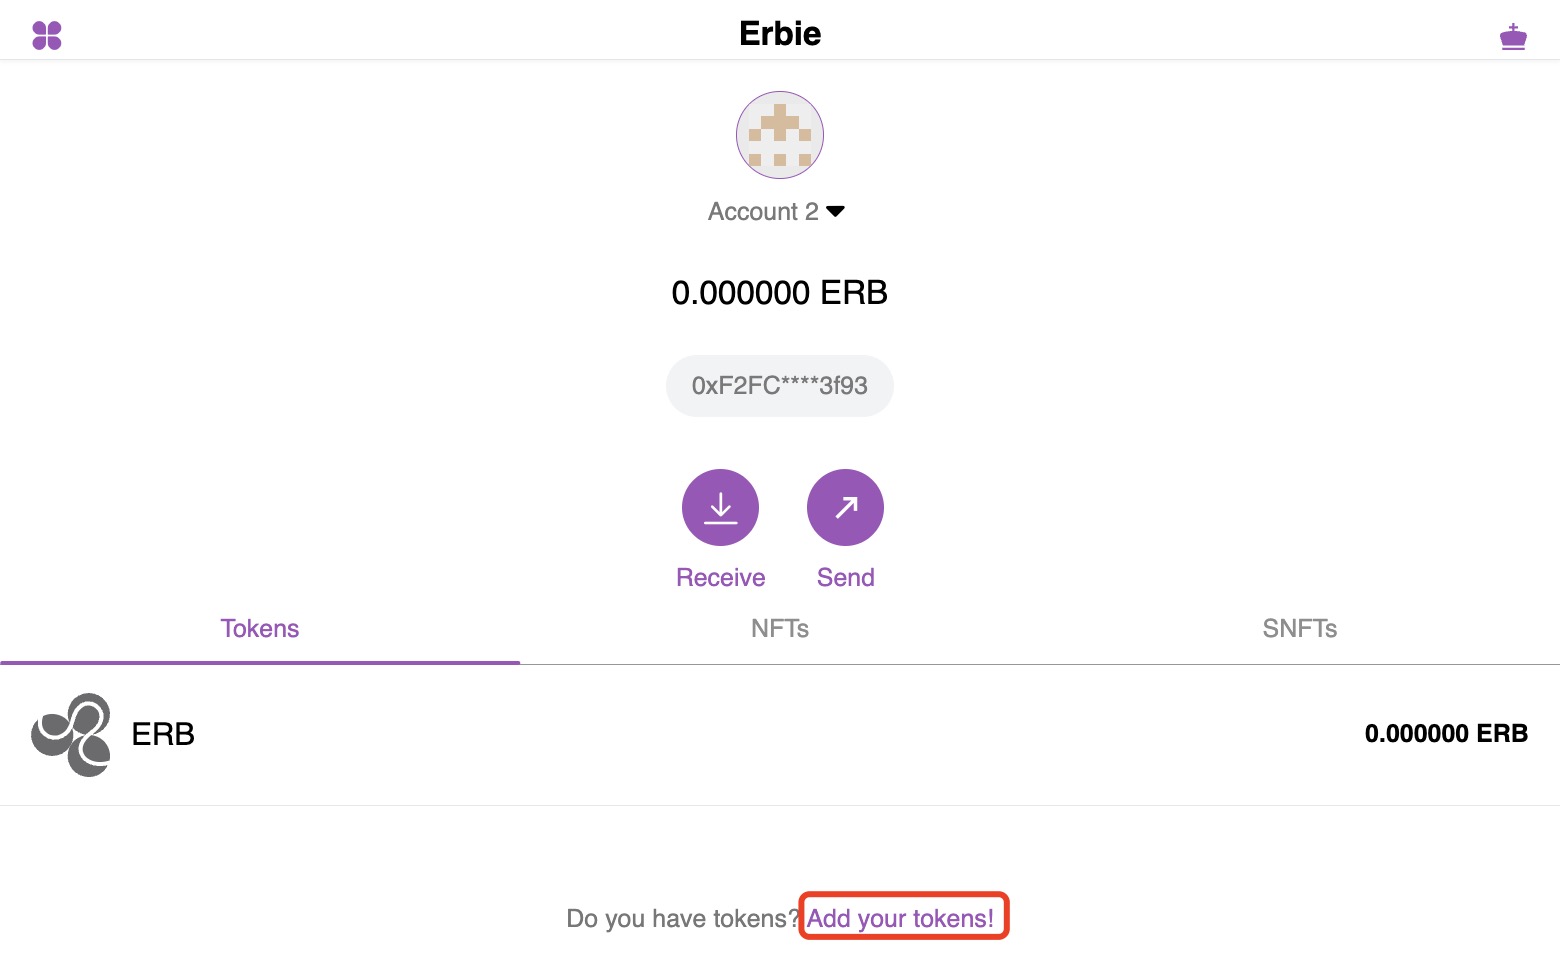 Erbie
Account 2
0.000000 ERB
0xF2FC****3f93
Receive Send
Tokens NFTs SNFTs
ERB 0.000000 ERB
Do you have tokens? Add your tokens!